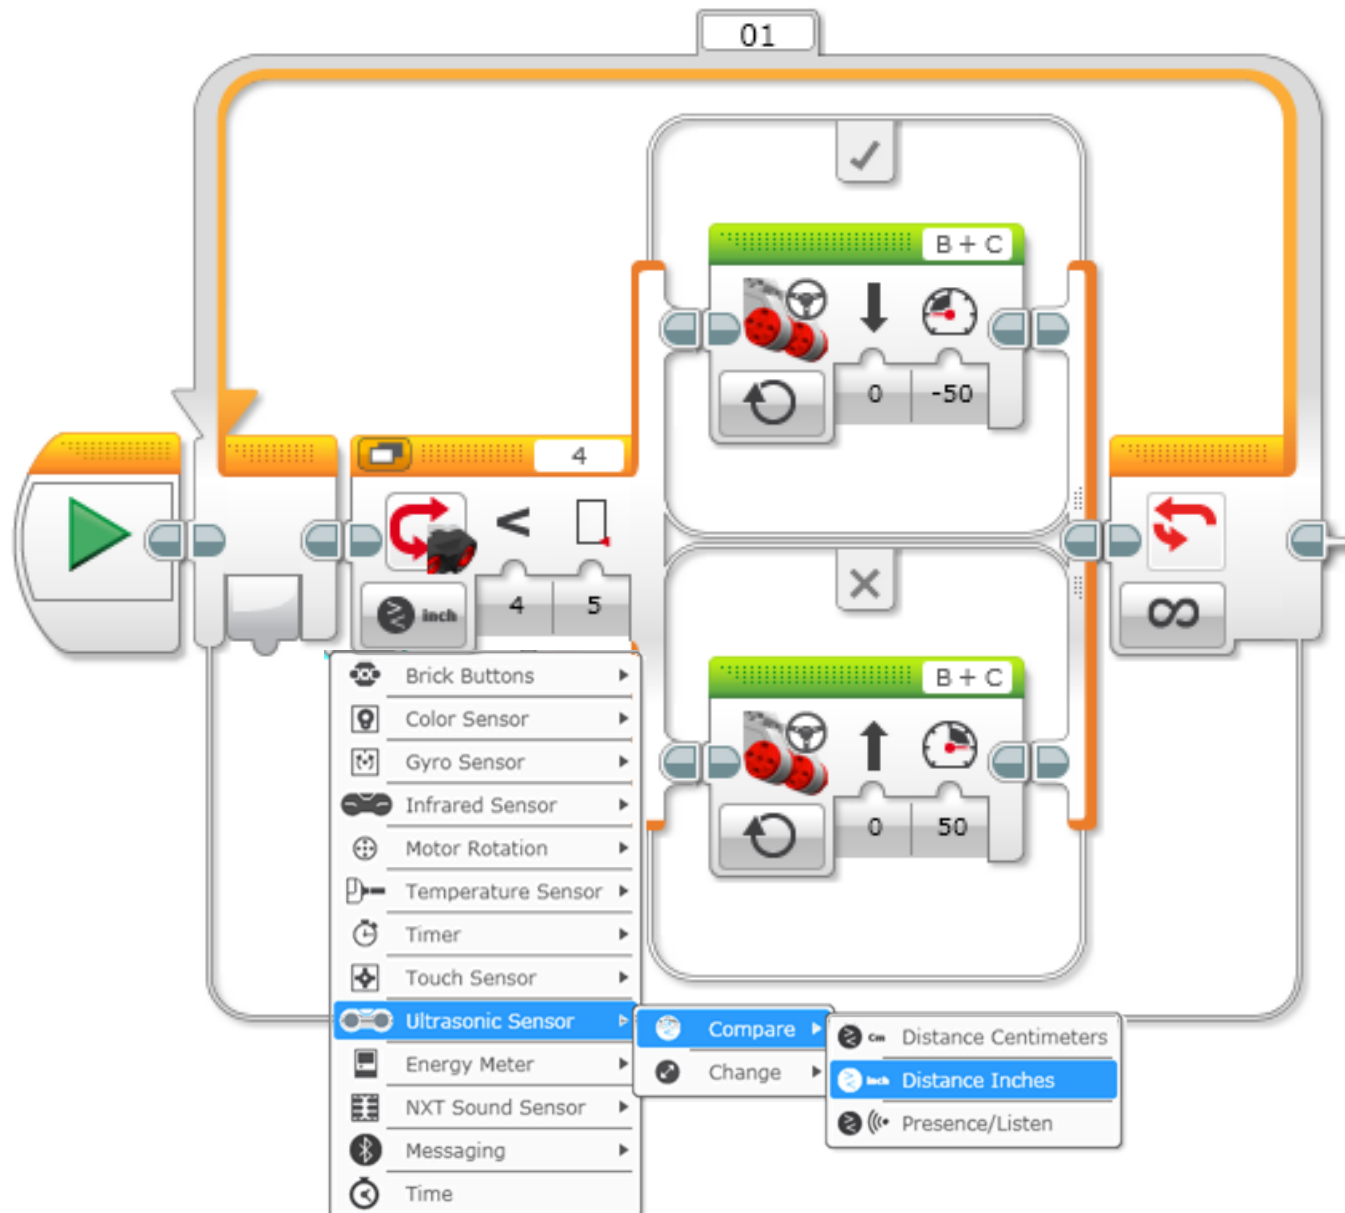 01
B + C
0 -50
4
inch
4 5
B + C
0 50
Brick Buttons
Color Sensor
Gyro Sensor
Infrared Sensor
Motor Rotation
Temperature Sensor
Timer
Touch Sensor
Ultrasonic Sensor
Energy Meter
NXT Sound Sensor
Messaging
Time
Compare
Change
Cm Distance Centimeters
Inch Distance Inches
Presence/Listen